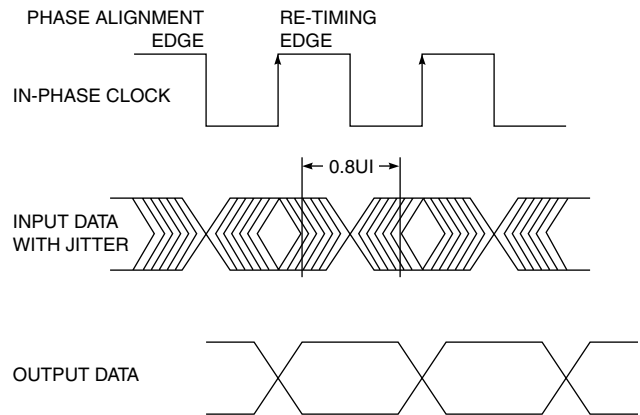 PHASE ALIGNMENT
EDGE
RE-TIMING
EDGE
IN-PHASE CLOCK
0.8UI
INPUT DATA
WITH JITTER
OUTPUT DATA